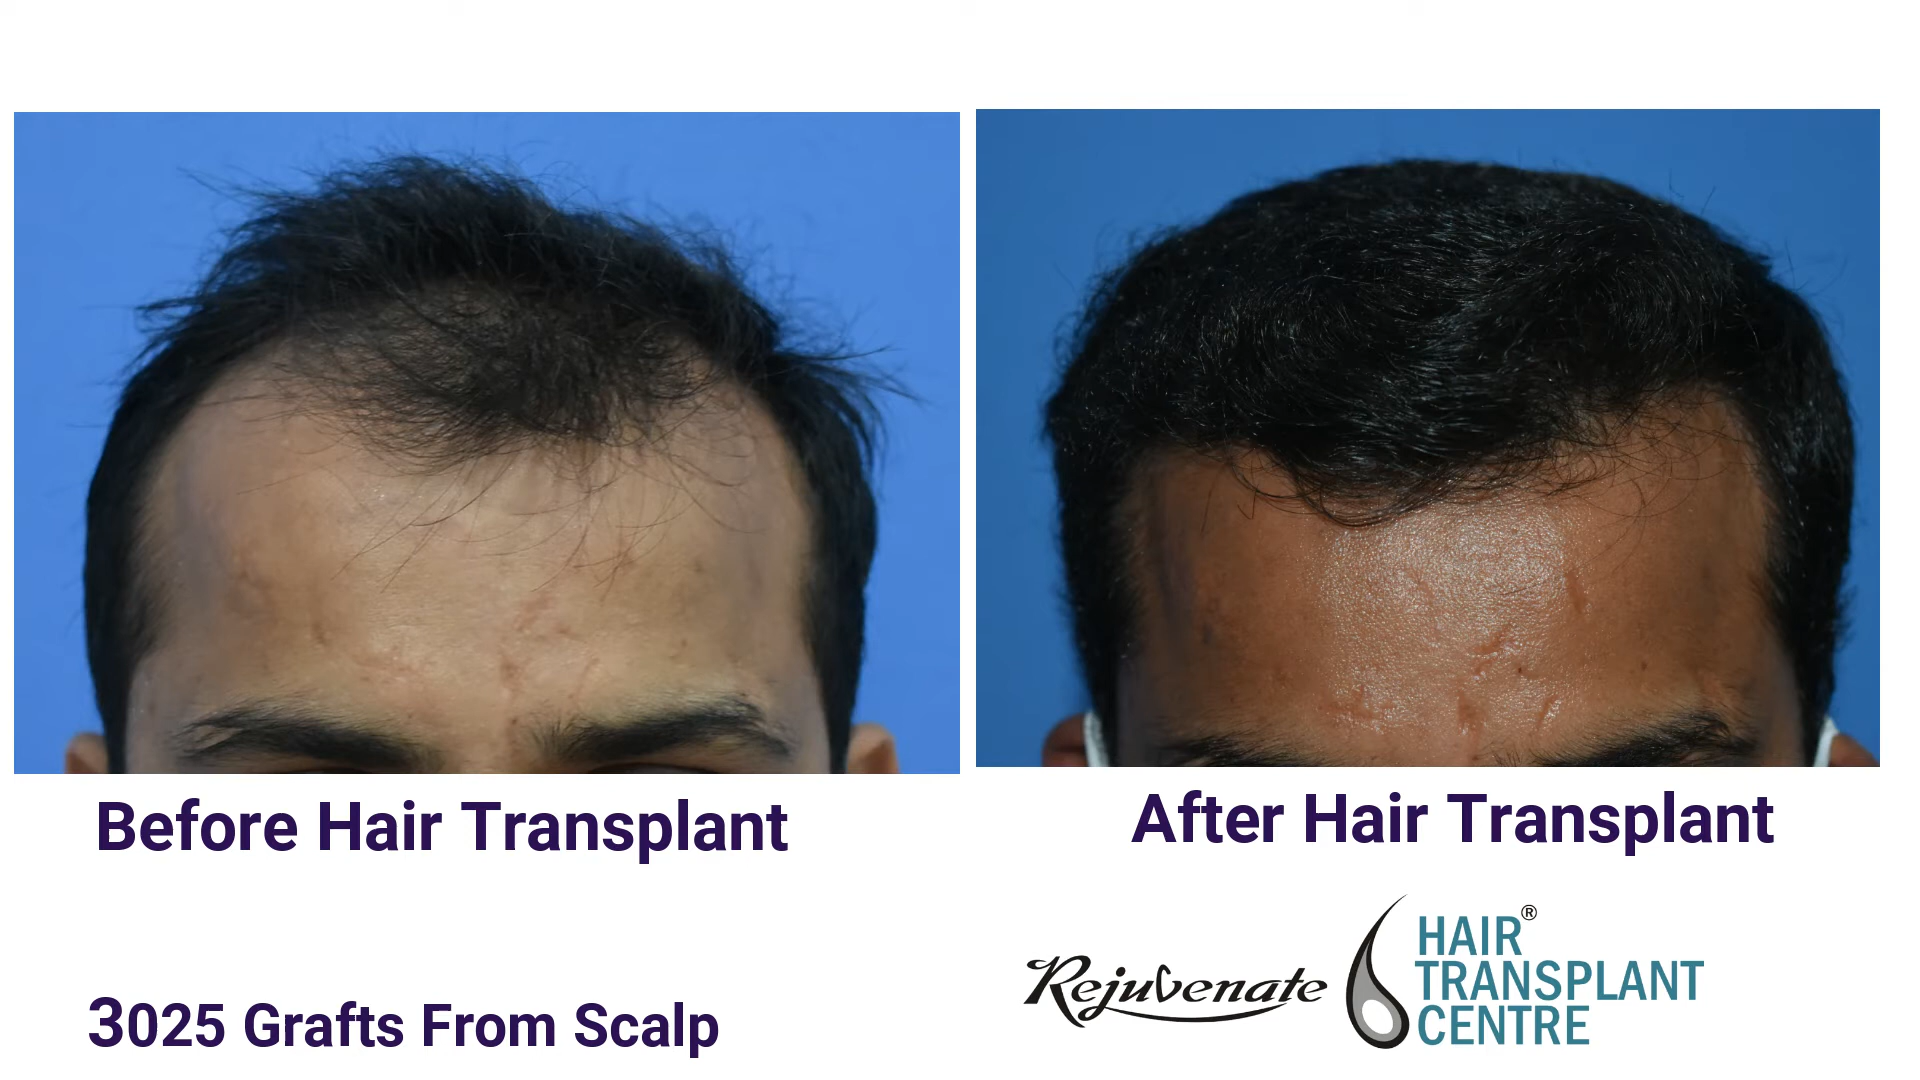 Before Hair Transplant
After Hair Transplant
3025 Grafts From Scalp
Rejuvenate
HAIR®
TRANSPLANT
CENTRE